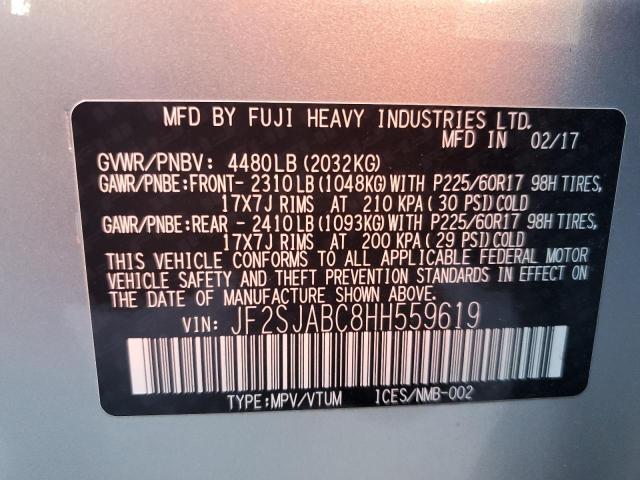 MFD BY FUJI HEAVY INDUSTRIES LTD.
MFD IN 02/17
GVWR/PNBV: 4480LB (2032KG)
GAWR/PNBE:FRONT- 2310LB (1048KG)WITH P225/60R17 98H TIRES,
17X7J RIMS AT 210KPA( 30 PSI)COLD
GAWR/PNBE:REAR - 2410LB (1093KG)WITH P225/60R17 98H TIRES,
17X7J RIMS AT 200KPA( 29 PSI)COLD
THIS VEHICLE CONFORMS TO ALL APPLICABLE FEDERAL MOTOR
VEHICLE SAFETY AND THEFT PREVENTION STANDARDS IN EFFECT ON
THE DATE OF MANUFACTURE SHOWN ABOVE.
VIN: JF2SJABC8HH559619
TYPE:MPV/VTUM ICES/NMB-002